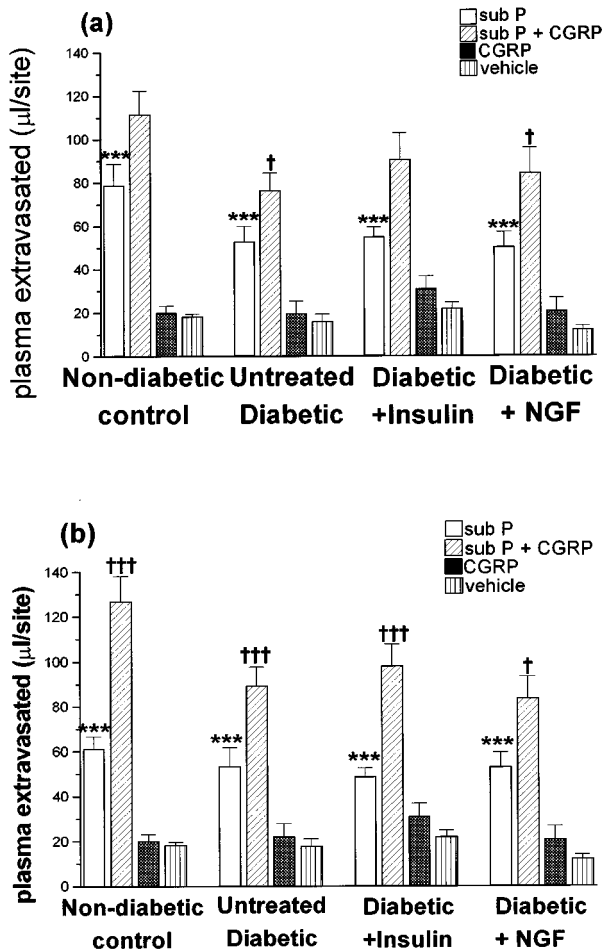 (a)
sub P
sub P + CGRP
CGRP
vehicle
plasma extravasated (µl/site)
140
120
100
80
60
40
20
0
***
***
†
***
***
†
Non-diabetic control
Untreated Diabetic
Diabetic +Insulin
Diabetic + NGF
(b)
sub P
sub P + CGRP
CGRP
vehicle
plasma extravasated (µl/site)
140
120
100
80
60
40
20
0
***
†††
***
†††
***
†††
***
†
Non-diabetic control
Untreated Diabetic
Diabetic +Insulin
Diabetic + NGF